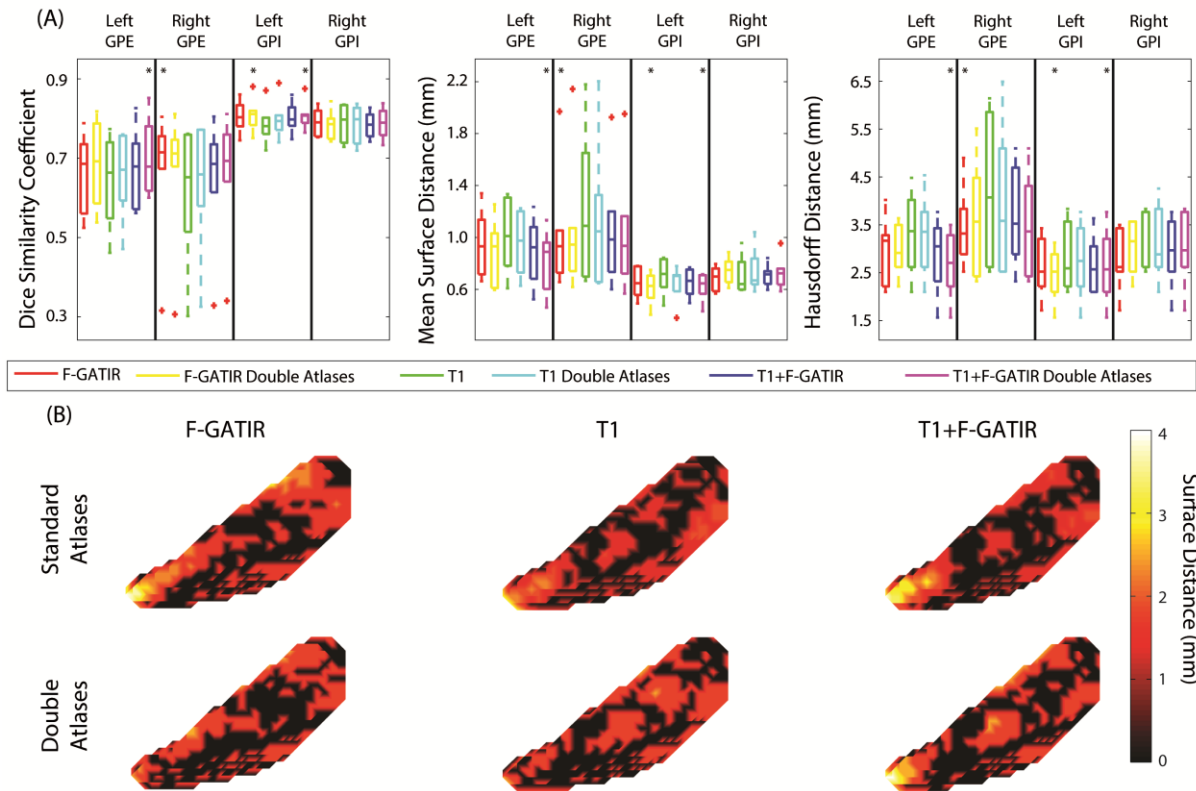 (A)
Left GPE
Right GPE
Left GPI
Right GPI
Left GPE
Right GPE
Left GPI
Right GPI
Left GPE
Right GPE
Left GPI
Right GPI
Dice Similarity Coefficient
0.9
0.7
0.5
0.3
* * * *
Mean Surface Distance (mm)
2.2
1.8
1.4
1.0
0.6
* * * *
Hausdorff Distance (mm)
6.5
5.5
4.5
3.5
2.5
1.5
* * * *
F-GATIR
F-GATIR Double Atlases
T1
T1 Double Atlases
T1+F-GATIR
T1+F-GATIR Double Atlases
(B)
F-GATIR
T1
T1+F-GATIR
Standard
Atlases
Double
Atlases
4
3
2
1
0
Surface Distance (mm)